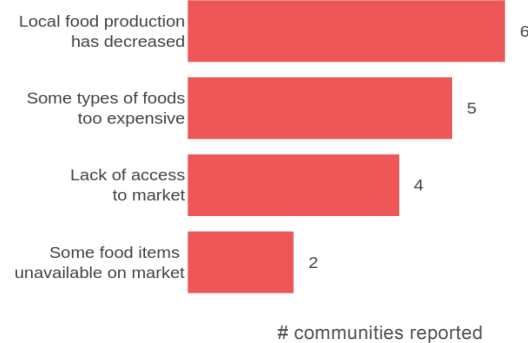 Local food production
has decreased
6
Some types of foods
too expensive
5
Lack of access
to market
4
Some food items
unavailable on market
2
# communities reported